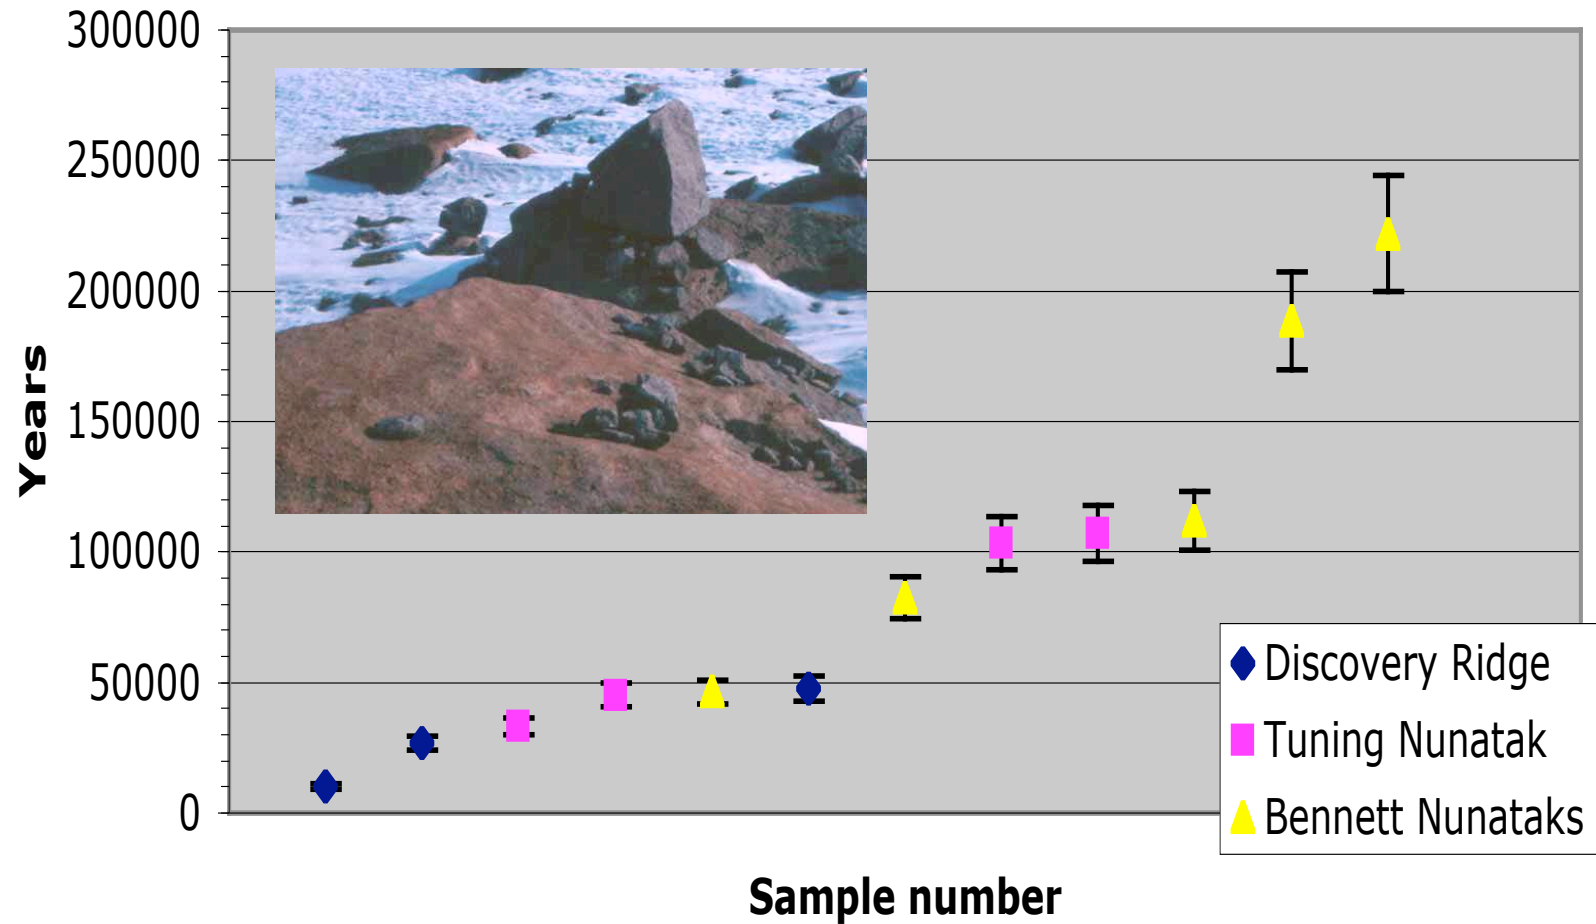 300000
250000
200000
150000
100000
50000
0
Years
Sample number
Discovery Ridge
Tuning Nunatak
Bennett Nunataks